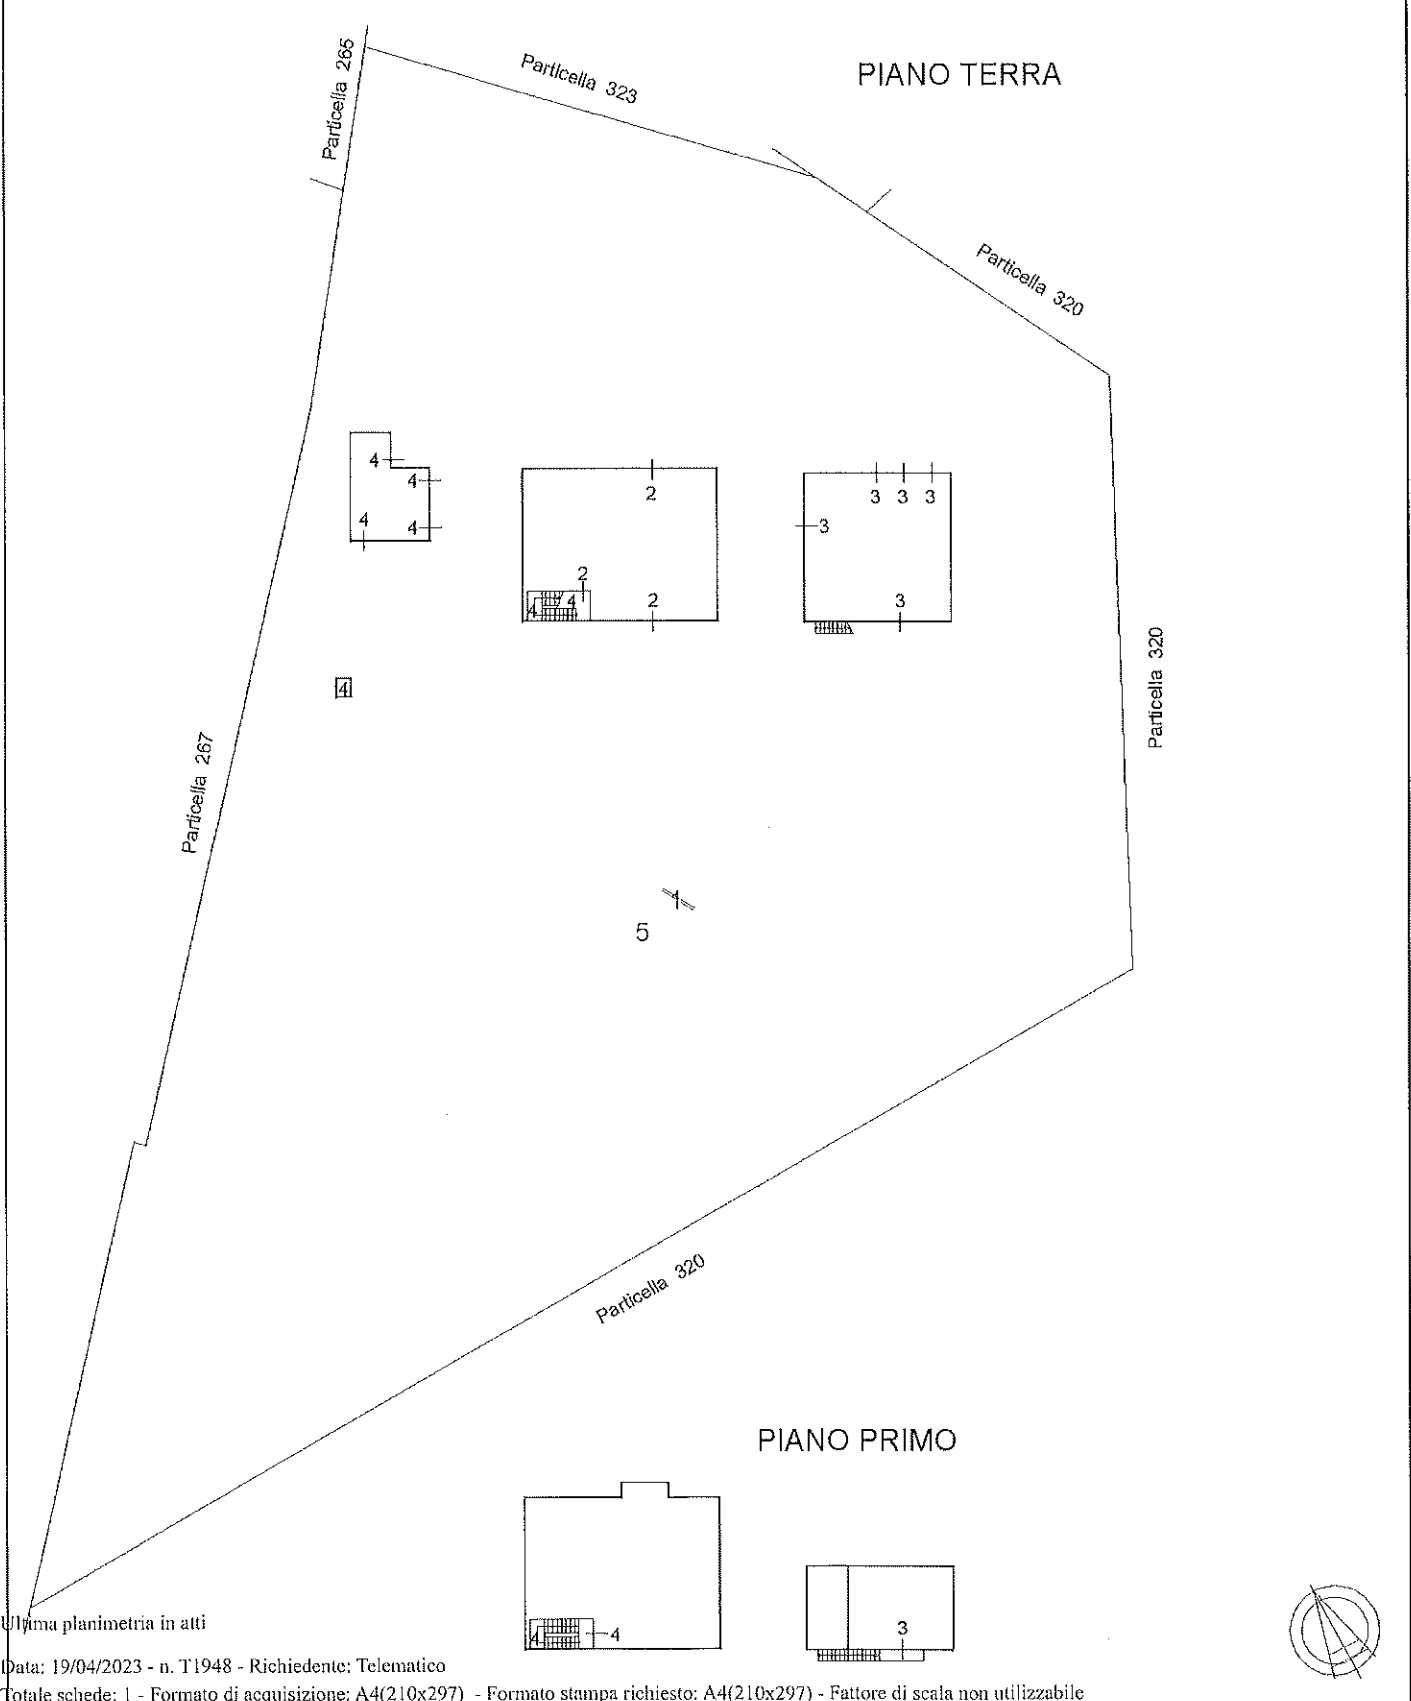 Particella 265
Particella 323
PIANO TERRA
Particella 320
4
4
4
4
2
2
2
4
4
3
3
3
3
3
4
Particella 320
Particella 267
5
Particella 320
PIANO PRIMO
4
4
3
Ultima planimetria in atti
Data: 19/04/2023 - n. T1948 - Richiedente: Telematico
Totale schede: 1 - Formato di acquisizione: A4(210x297) - Formato stampa richiesto: A4(210x297) - Fattore di scala non utilizzabile